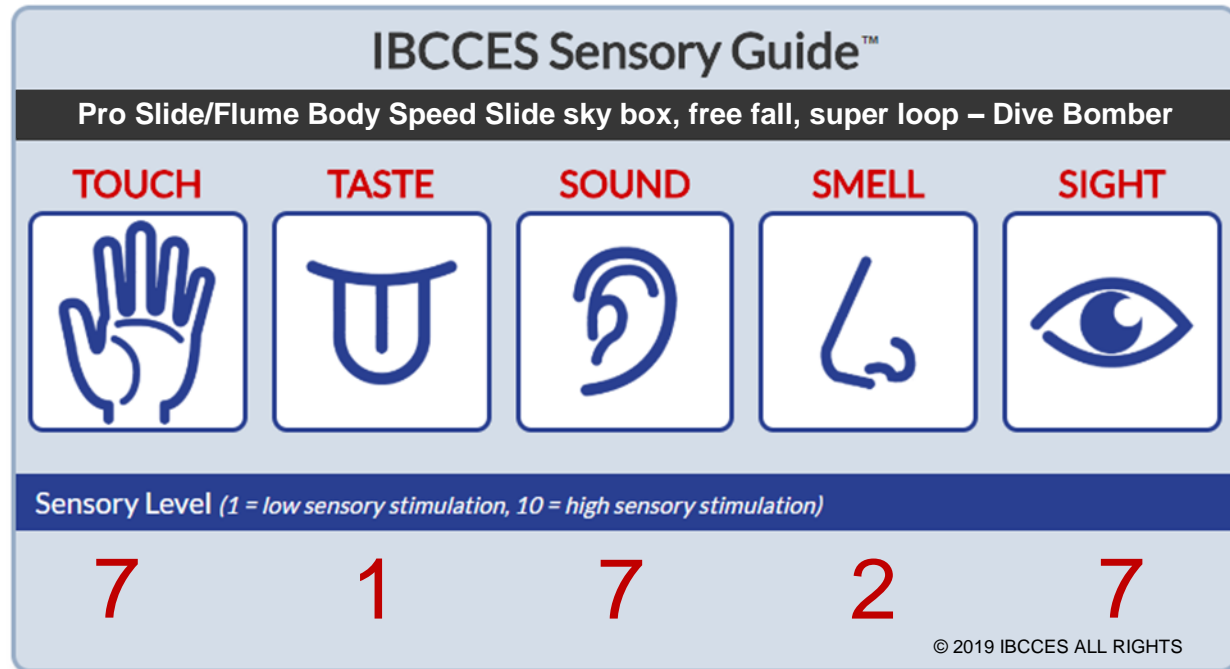 IBCCES Sensory Guide™
Pro Slide/Flume Body Speed Slide sky box, free fall, super loop – Dive Bomber
TOUCH TASTE SOUND SMELL SIGHT
Sensory Level (1 = low sensory stimulation, 10 = high sensory stimulation)
7 1 7 2 7
© 2019 IBCCES ALL RIGHTS